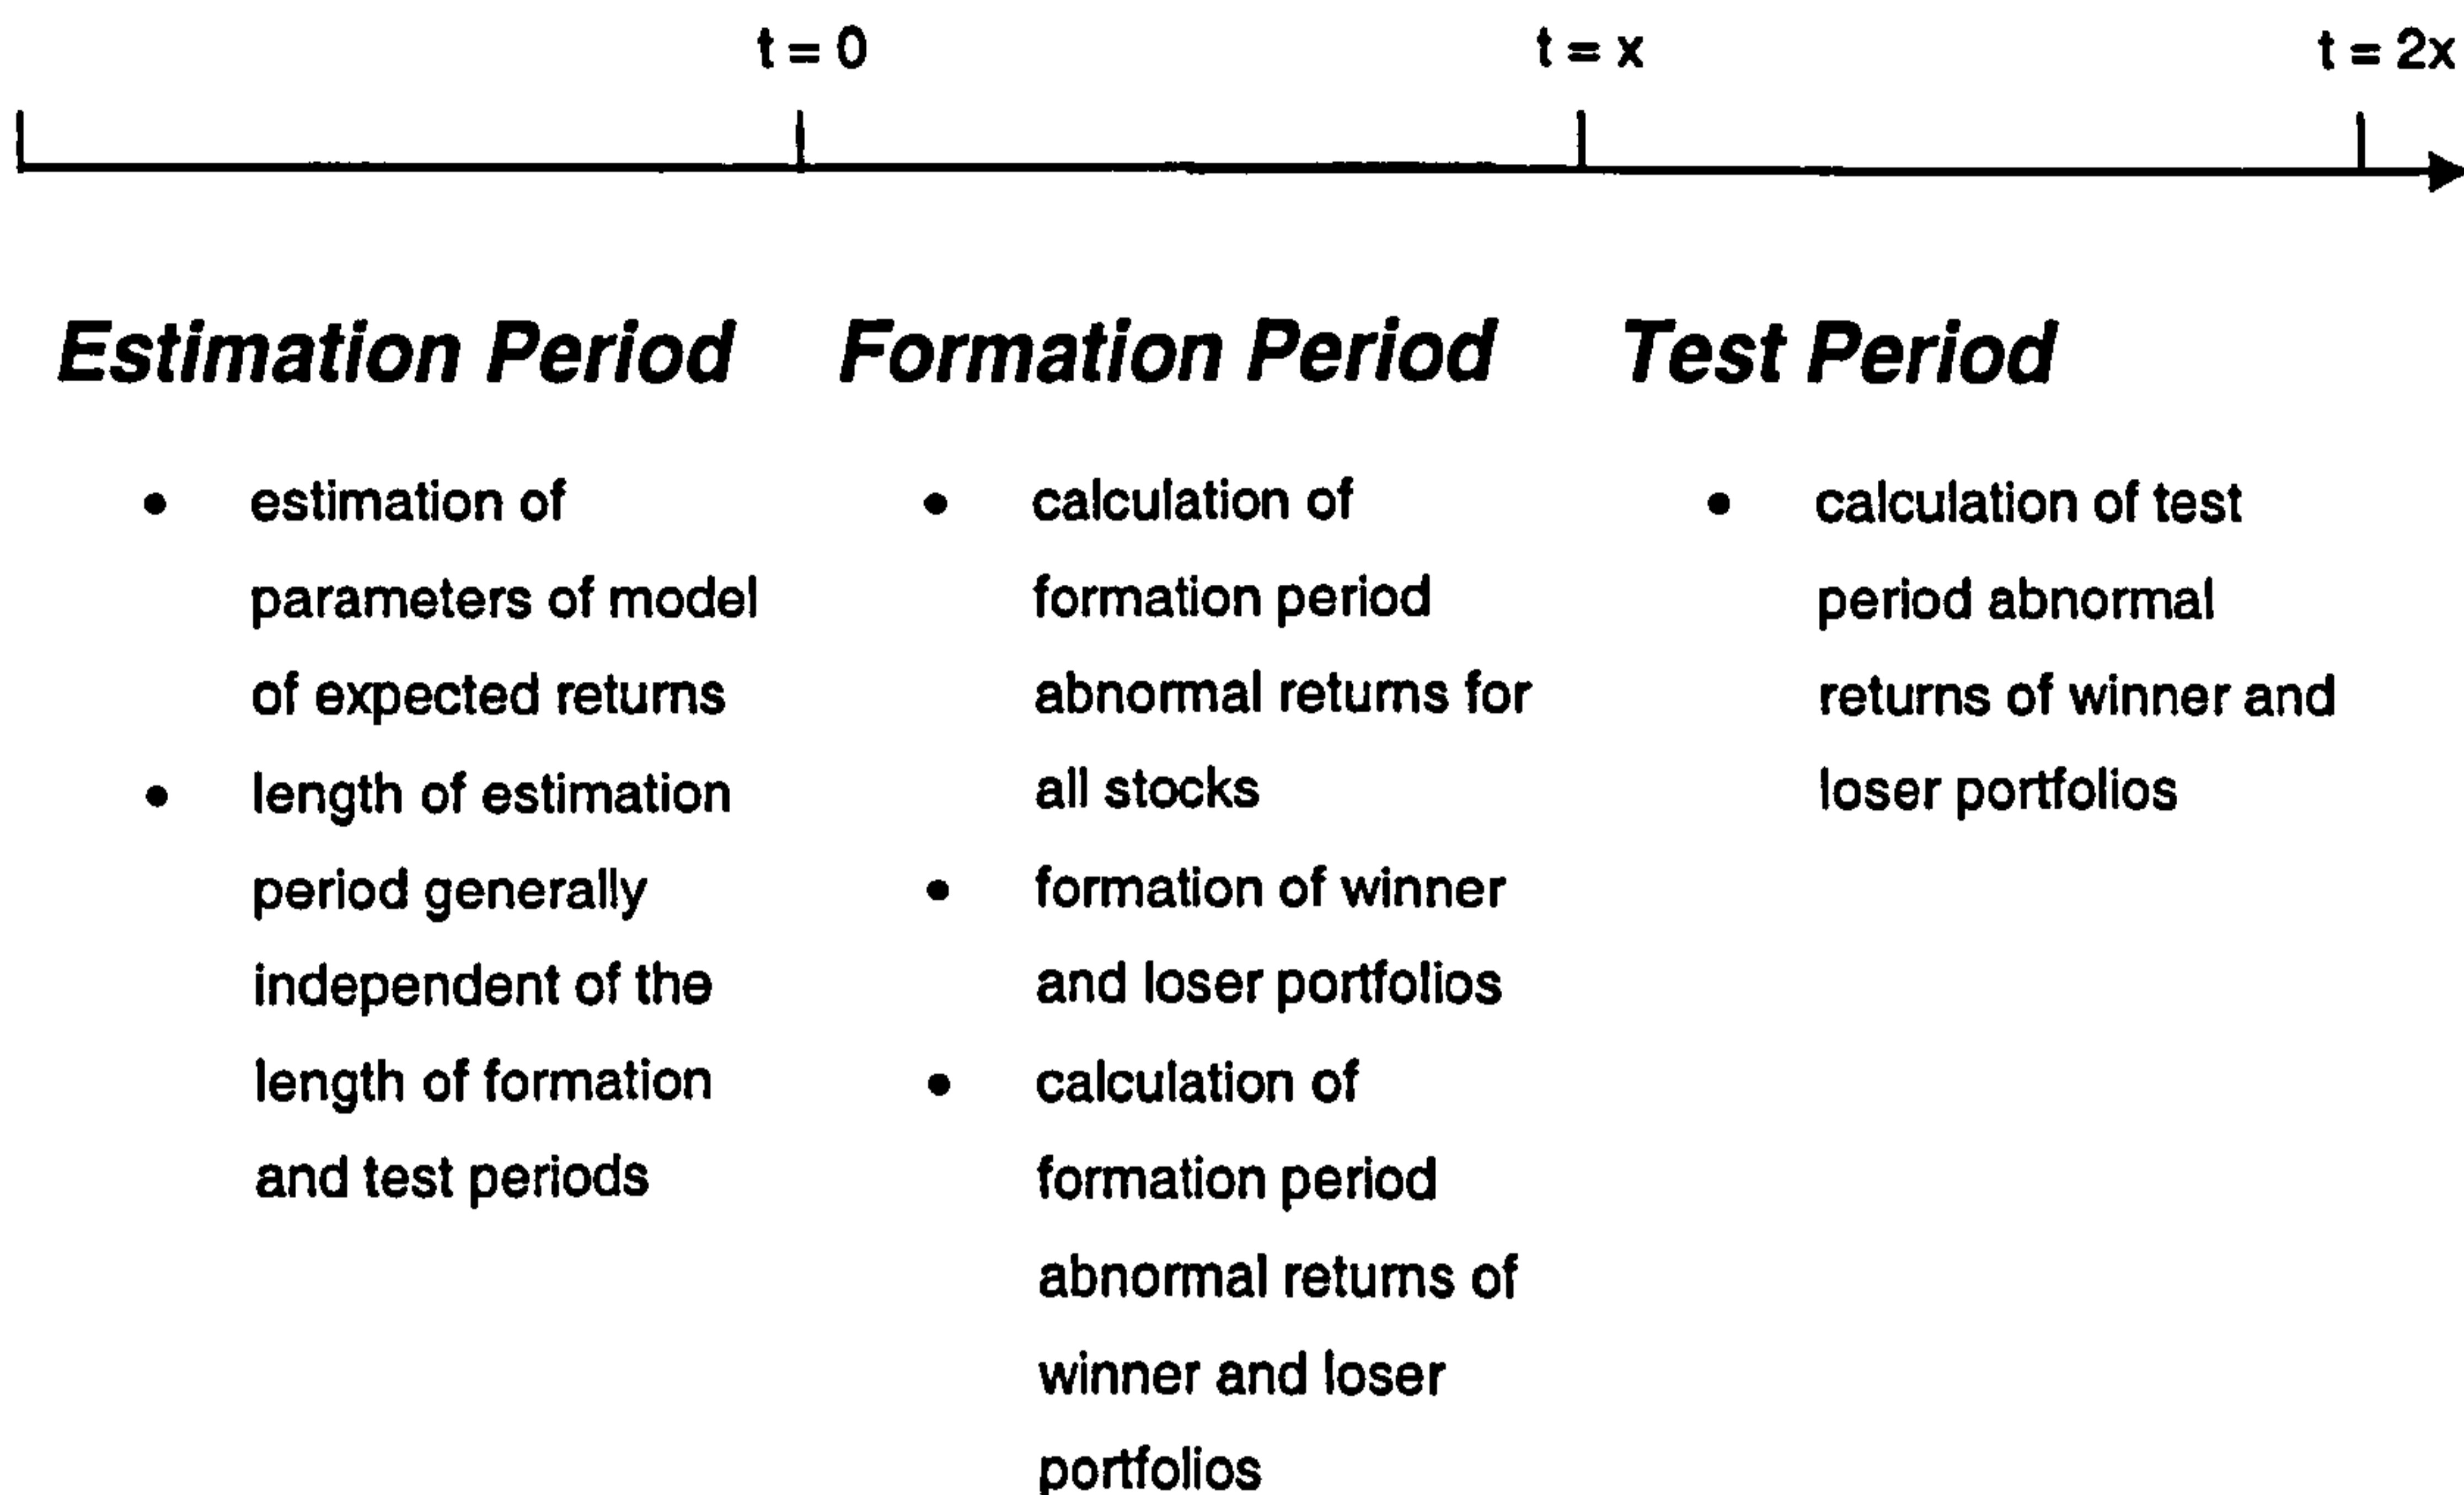 t = 0
t = x
t = 2x
Estimation Period
• estimation of
parameters of model
of expected returns
• length of estimation
period generally
independent of the
length of formation
and test periods
Formation Period
• calculation of
formation period
abnormal returns for
all stocks
• formation of winner
and loser portfolios
• calculation of
formation period
abnormal returns of
winner and loser
portfolios
Test Period
• calculation of test
period abnormal
returns of winner and
loser portfolios